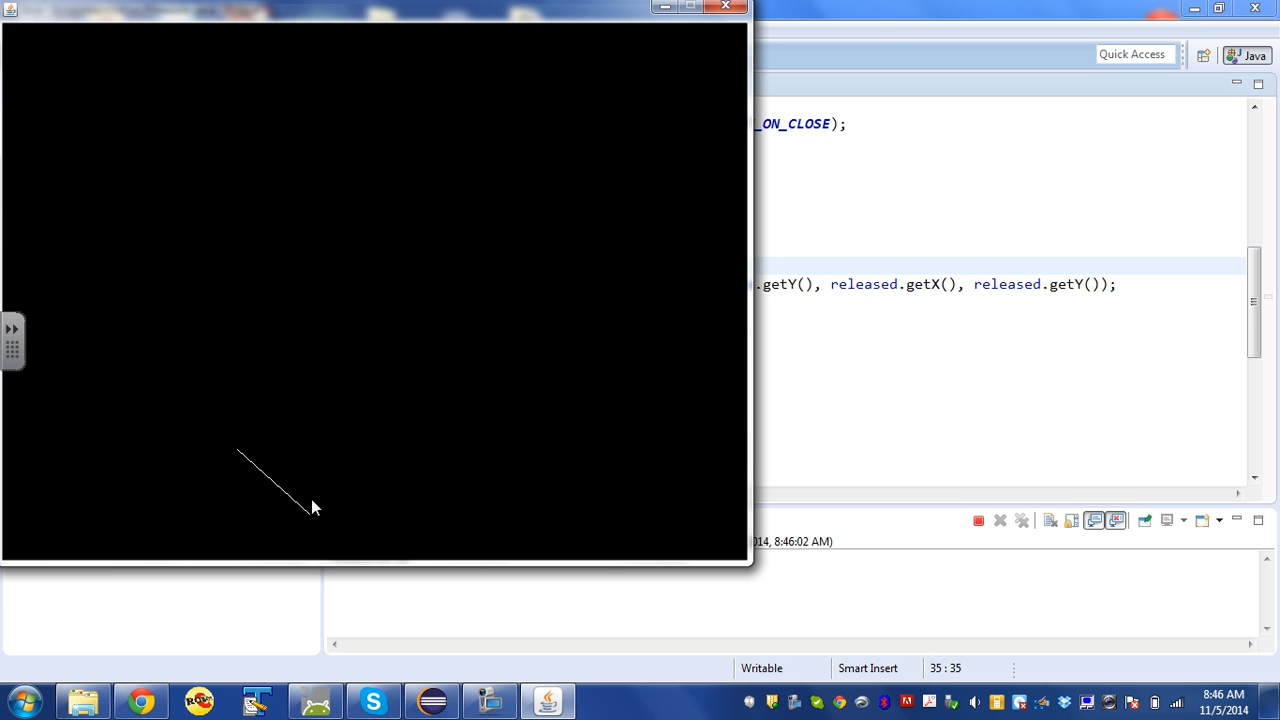 Quick Access
Java
_ON_CLOSE);
.getY(), released.getX(), released.getY());
014, 8:46:02 AM)
Writable
Smart Insert
35 : 35
8:46 AM
11/5/2014